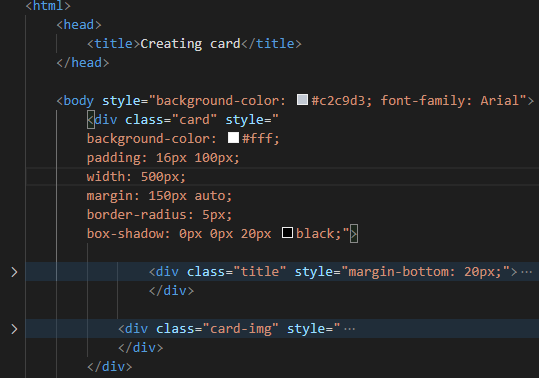 <html>
<head>
<title>Creating card</title>
</head>
<body style="background-color: #c2c9d3; font-family: Arial">
<div class="card" style="
background-color: #fff;
padding: 16px 100px;
width: 500px;
margin: 150px auto;
border-radius: 5px;
box-shadow: 0px 0px 20px black;">
<div class="title" style="margin-bottom: 20px;">…
</div>
<div class="card-img" style="…
</div>
</div>